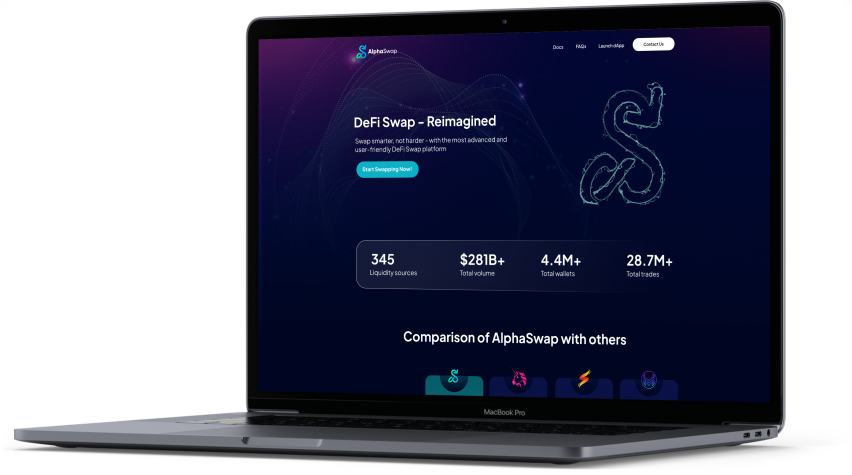 AlphaSwap
Docs FAQs Launch dApp Contact Us
DeFi Swap - Reimagined
Swap smarter, not harder - with the most advanced and
user-friendly DeFi Swap platform
Start Swapping Now!
345 $281B+ 4.4M+ 28.7M+
Liquidity sources Total volume Total wallets Total trades
Comparison of AlphaSwap with others
MacBook Pro